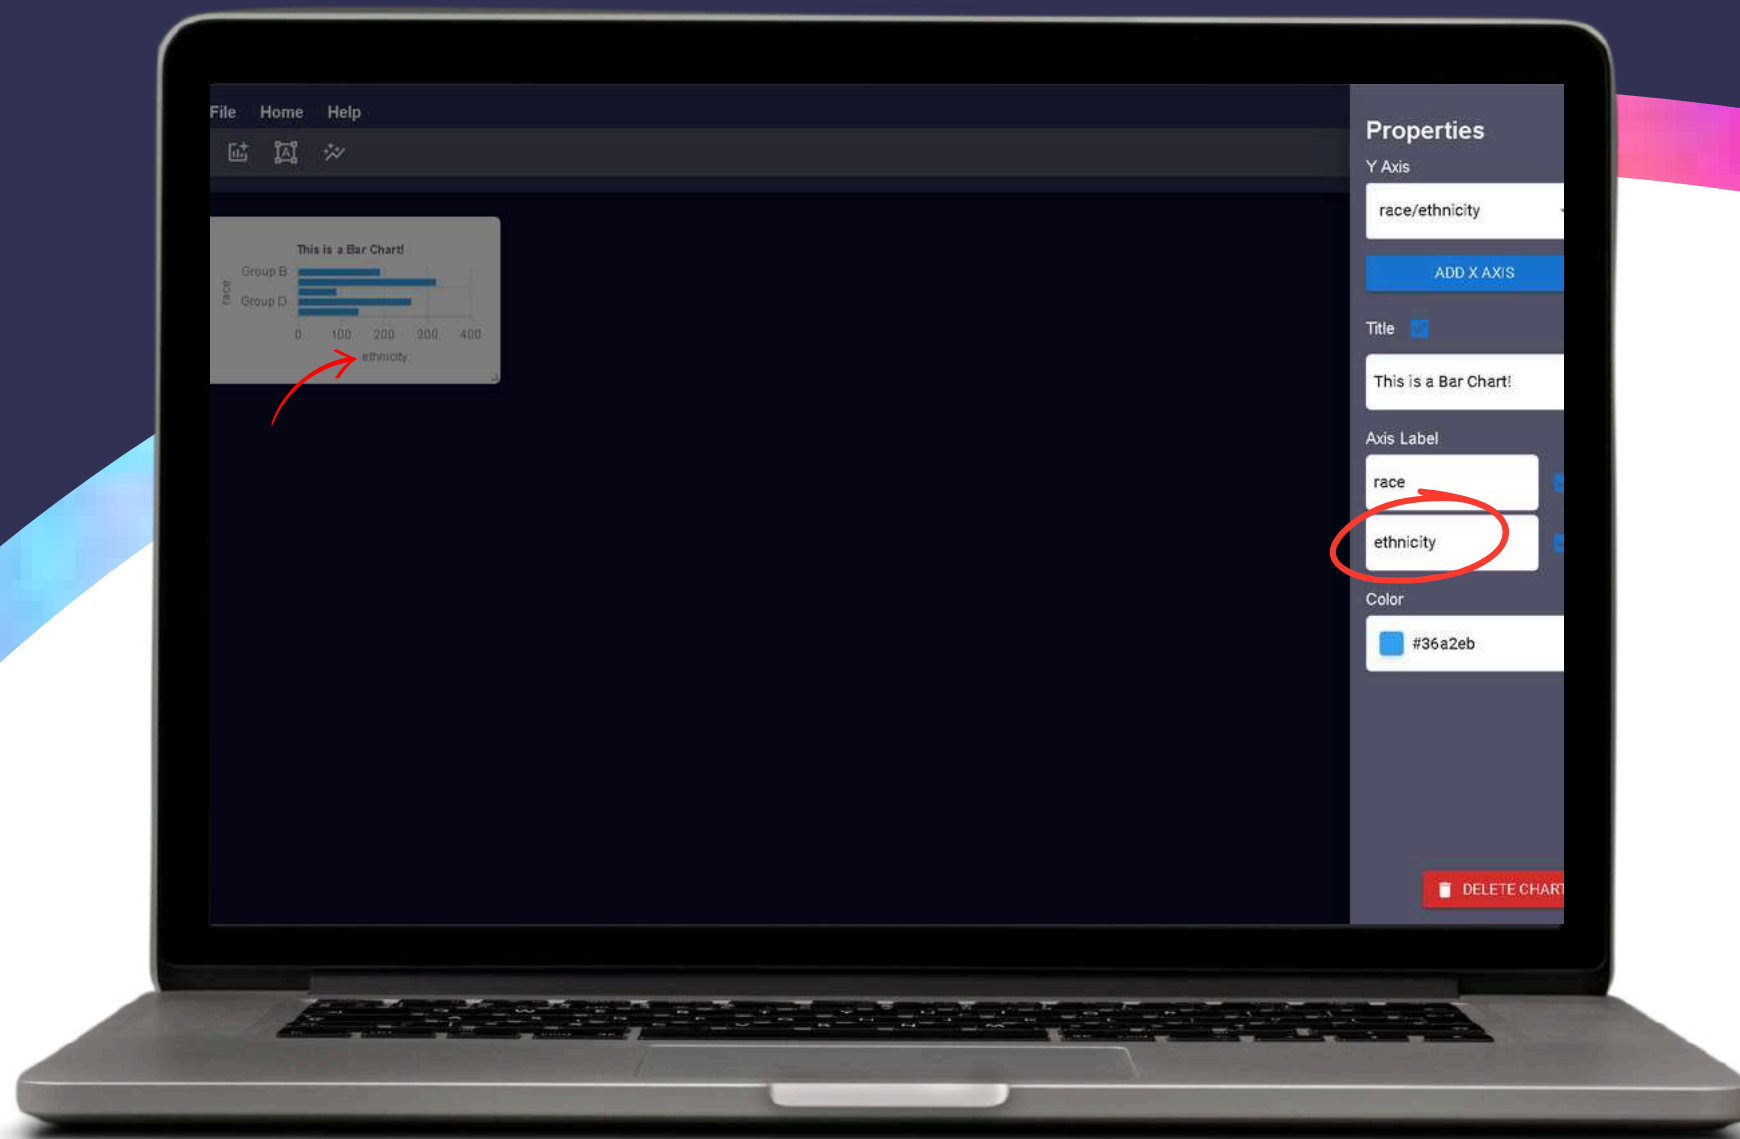 File Home Help
This is a Bar Chart!
race
Group B
Group D
0 100 200 300 400
ethnicity
Properties
Y Axis
race/ethnicity
ADD X AXIS
Title
This is a Bar Chart!
Axis Label
race
ethnicity
Color
#36a2eb
DELETE CHART